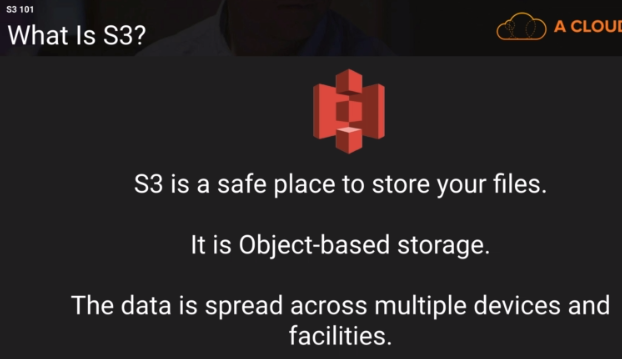 S3 101
What Is S3?
A CLOUD
S3 is a safe place to store your files.
It is Object-based storage.
The data is spread across multiple devices and
facilities.